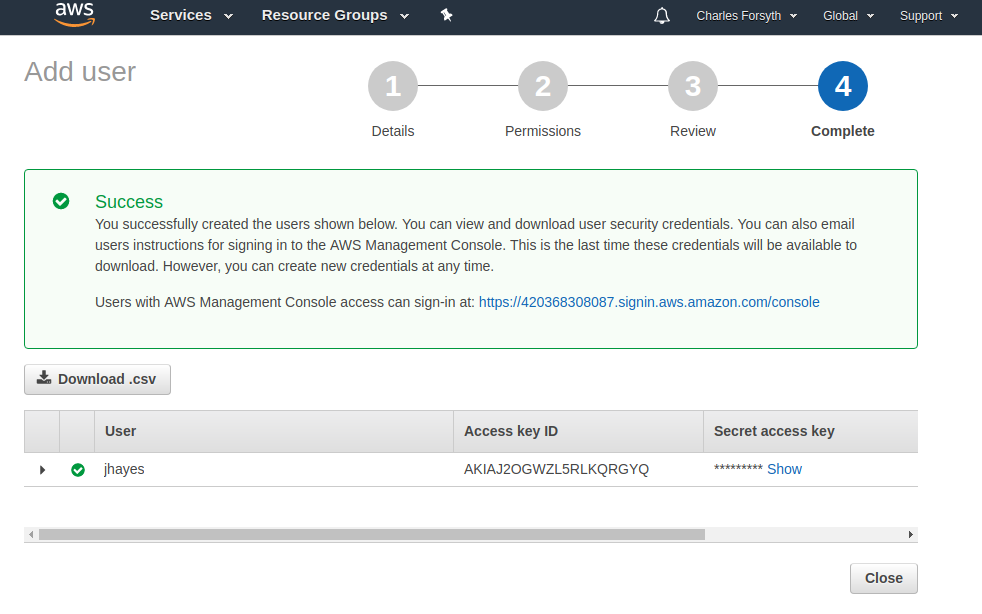 aws Services Resource Groups Charles Forsyth Global Support
Add user
1 2 3 4
Details Permissions Review Complete
Success
You successfully created the users shown below. You can view and download user security credentials. You can also email
users instructions for signing in to the AWS Management Console. This is the last time these credentials will be available to
download. However, you can create new credentials at any time.
Users with AWS Management Console access can sign-in at: https://420368308087.signin.aws.amazon.com/console
Download .csv
User Access key ID Secret access key
jhayes AKIAJ2OGWZL5RLKQRGYQ ********* Show
Close